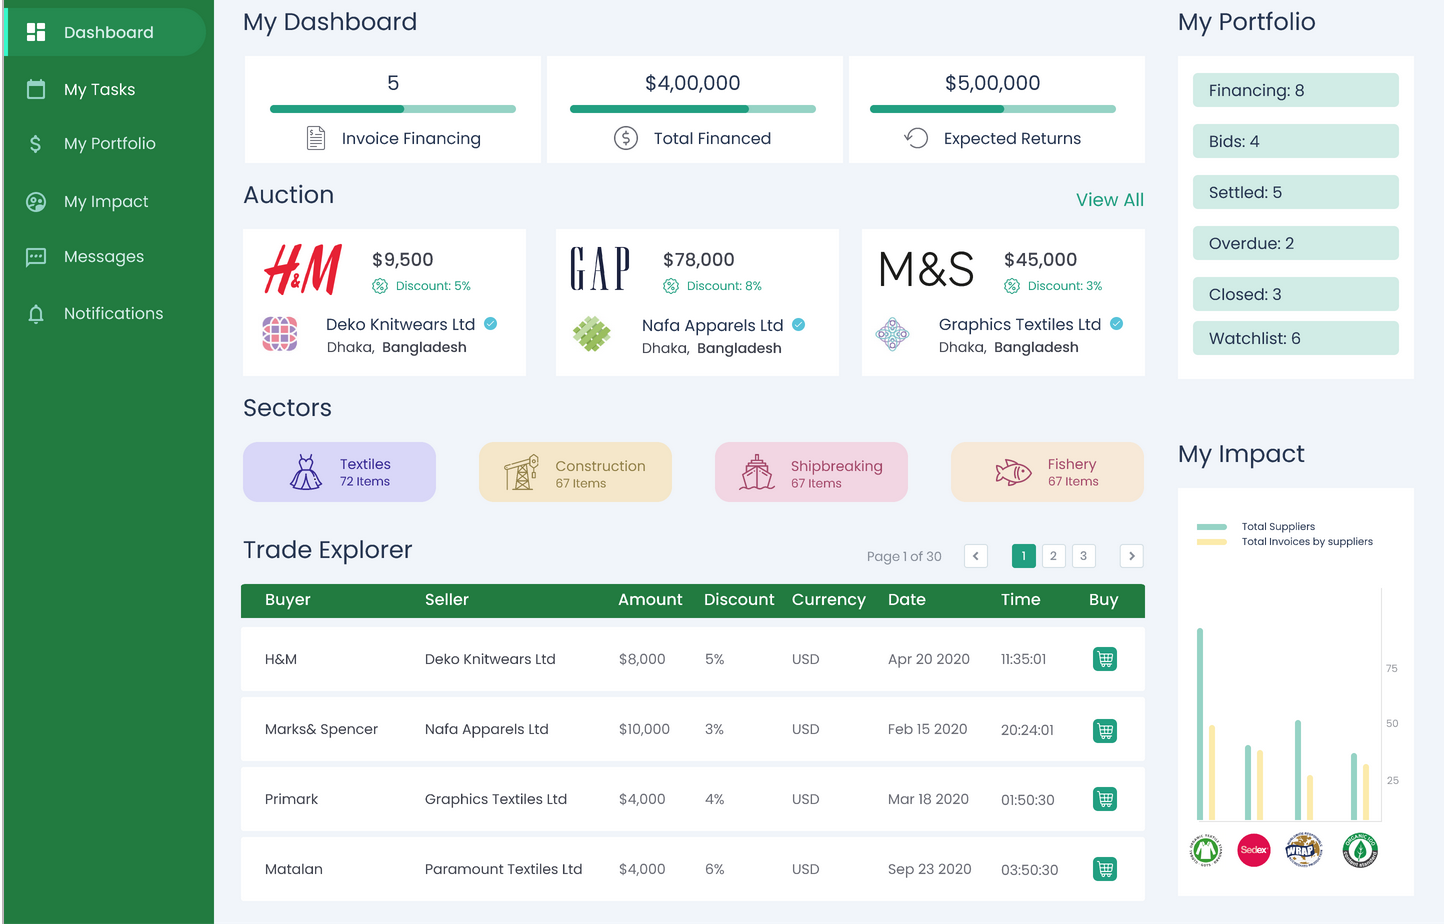 Dashboard
My Tasks
My Portfolio
My Impact
Messages
Notifications
My Dashboard
5
Invoice Financing
$4,00,000
Total Financed
$5,00,000
Expected Returns
Auction
View All
H&M
$9,500
Discount: 5%
Deko Knitwears Ltd
Dhaka, Bangladesh
GAP
$78,000
Discount: 8%
Nafa Apparels Ltd
Dhaka, Bangladesh
M&S
$45,000
Discount: 3%
Graphics Textiles Ltd
Dhaka, Bangladesh
Sectors
Textiles
72 Items
Construction
67 Items
Shipbreaking
67 Items
Fishery
67 Items
Trade Explorer
Page 1 of 30
1 2 3
Buyer Seller Amount Discount Currency Date Time Buy
H&M Deko Knitwears Ltd $8,000 5% USD Apr 20 2020 11:35:01
Marks& Spencer Nafa Apparels Ltd $10,000 3% USD Feb 15 2020 20:24:01
Primark Graphics Textiles Ltd $4,000 4% USD Mar 18 2020 01:50:30
Matalan Paramount Textiles Ltd $4,000 6% USD Sep 23 2020 03:50:30
My Portfolio
Financing: 8
Bids: 4
Settled: 5
Overdue: 2
Closed: 3
Watchlist: 6
My Impact
Total Suppliers
Total Invoices by suppliers
75
50
25
Sedex
WRAP